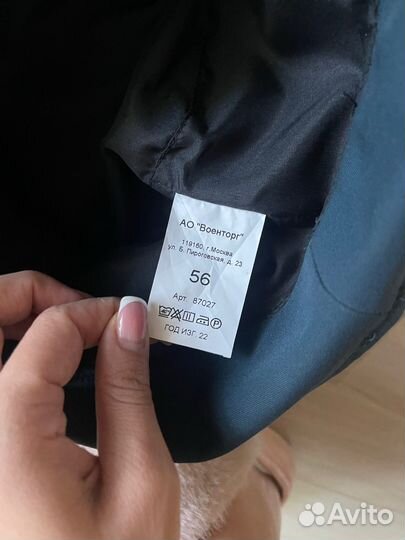 АО "Военторг"
119160, г.Москва
ул. Б. Пироговская, д. 23
56
Арт. 87027
ГОД ИЗГ. 22
Avito